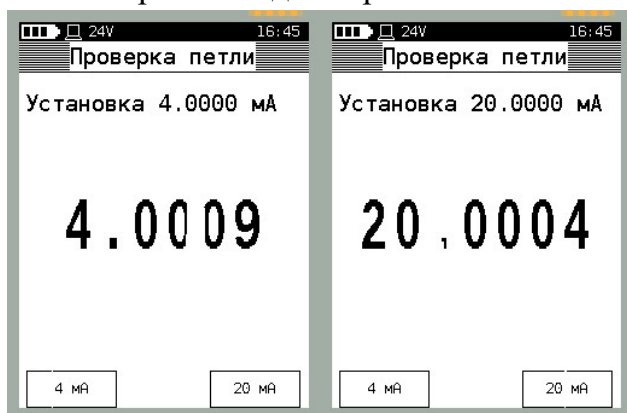 24V 16:45
Проверка петли
Установка 4.0000 мА
4.0009
4 мА 20 мА
24V 16:45
Проверка петли
Установка 20.0000 мА
20.0004
4 мА 20 мА